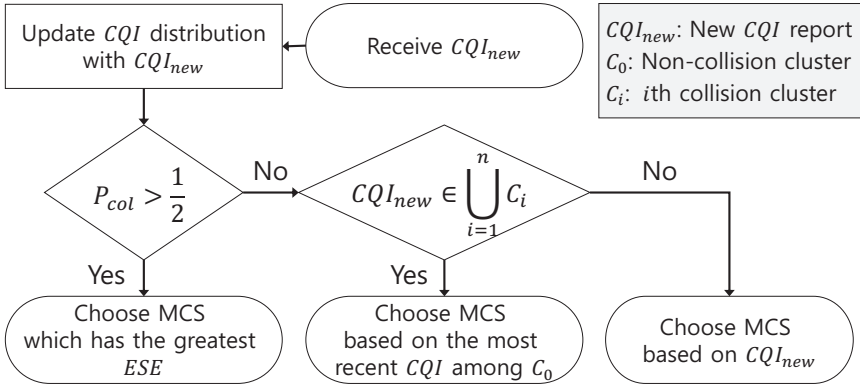 Update CQI distribution
with CQI_new
Receive CQI_new
CQI_new: New CQI report
C_0: Non-collision cluster
C_i: ith collision cluster
P_col > 1/2
No
CQI_new ∈ ⋃_{i=1}^{n} C_i
No
Yes
Yes
Choose MCS
which has the greatest
ESE
Choose MCS
based on the most
recent CQI among C_0
Choose MCS
based on CQI_new